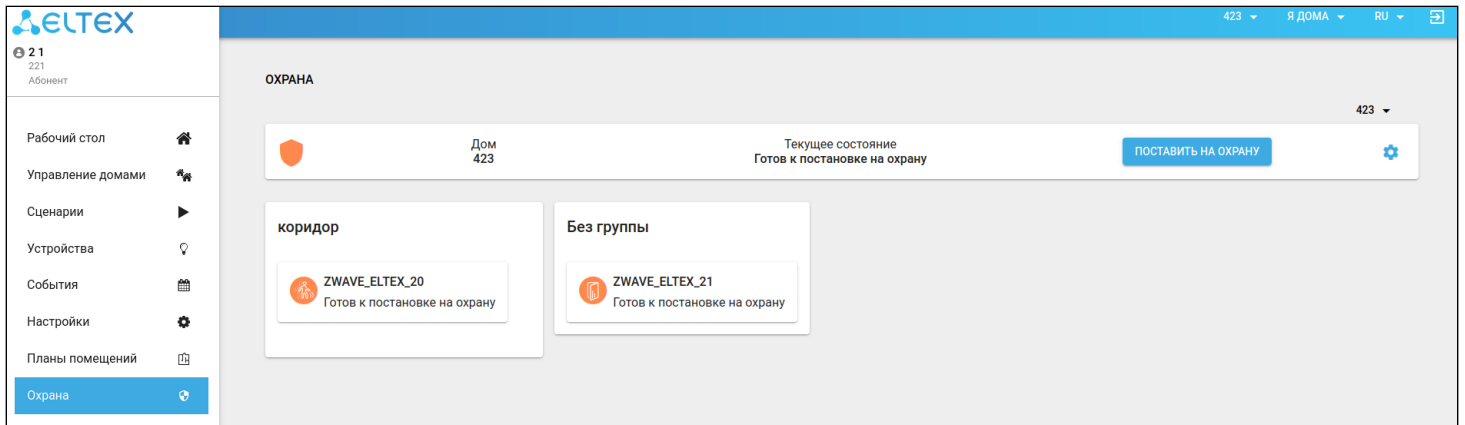 ELTEX
423 Я ДОМА RU
2 1
221
Абонент
ОХРАНА
423
Рабочий стол
Управление домами
Сценарии
Устройства
События
Настройки
Планы помещений
Охрана
Дом
423
Текущее состояние
Готов к постановке на охрану
ПОСТАВИТЬ НА ОХРАНУ
коридор
ZWAVE_ELTEX_20
Готов к постановке на охрану
Без группы
ZWAVE_ELTEX_21
Готов к постановке на охрану